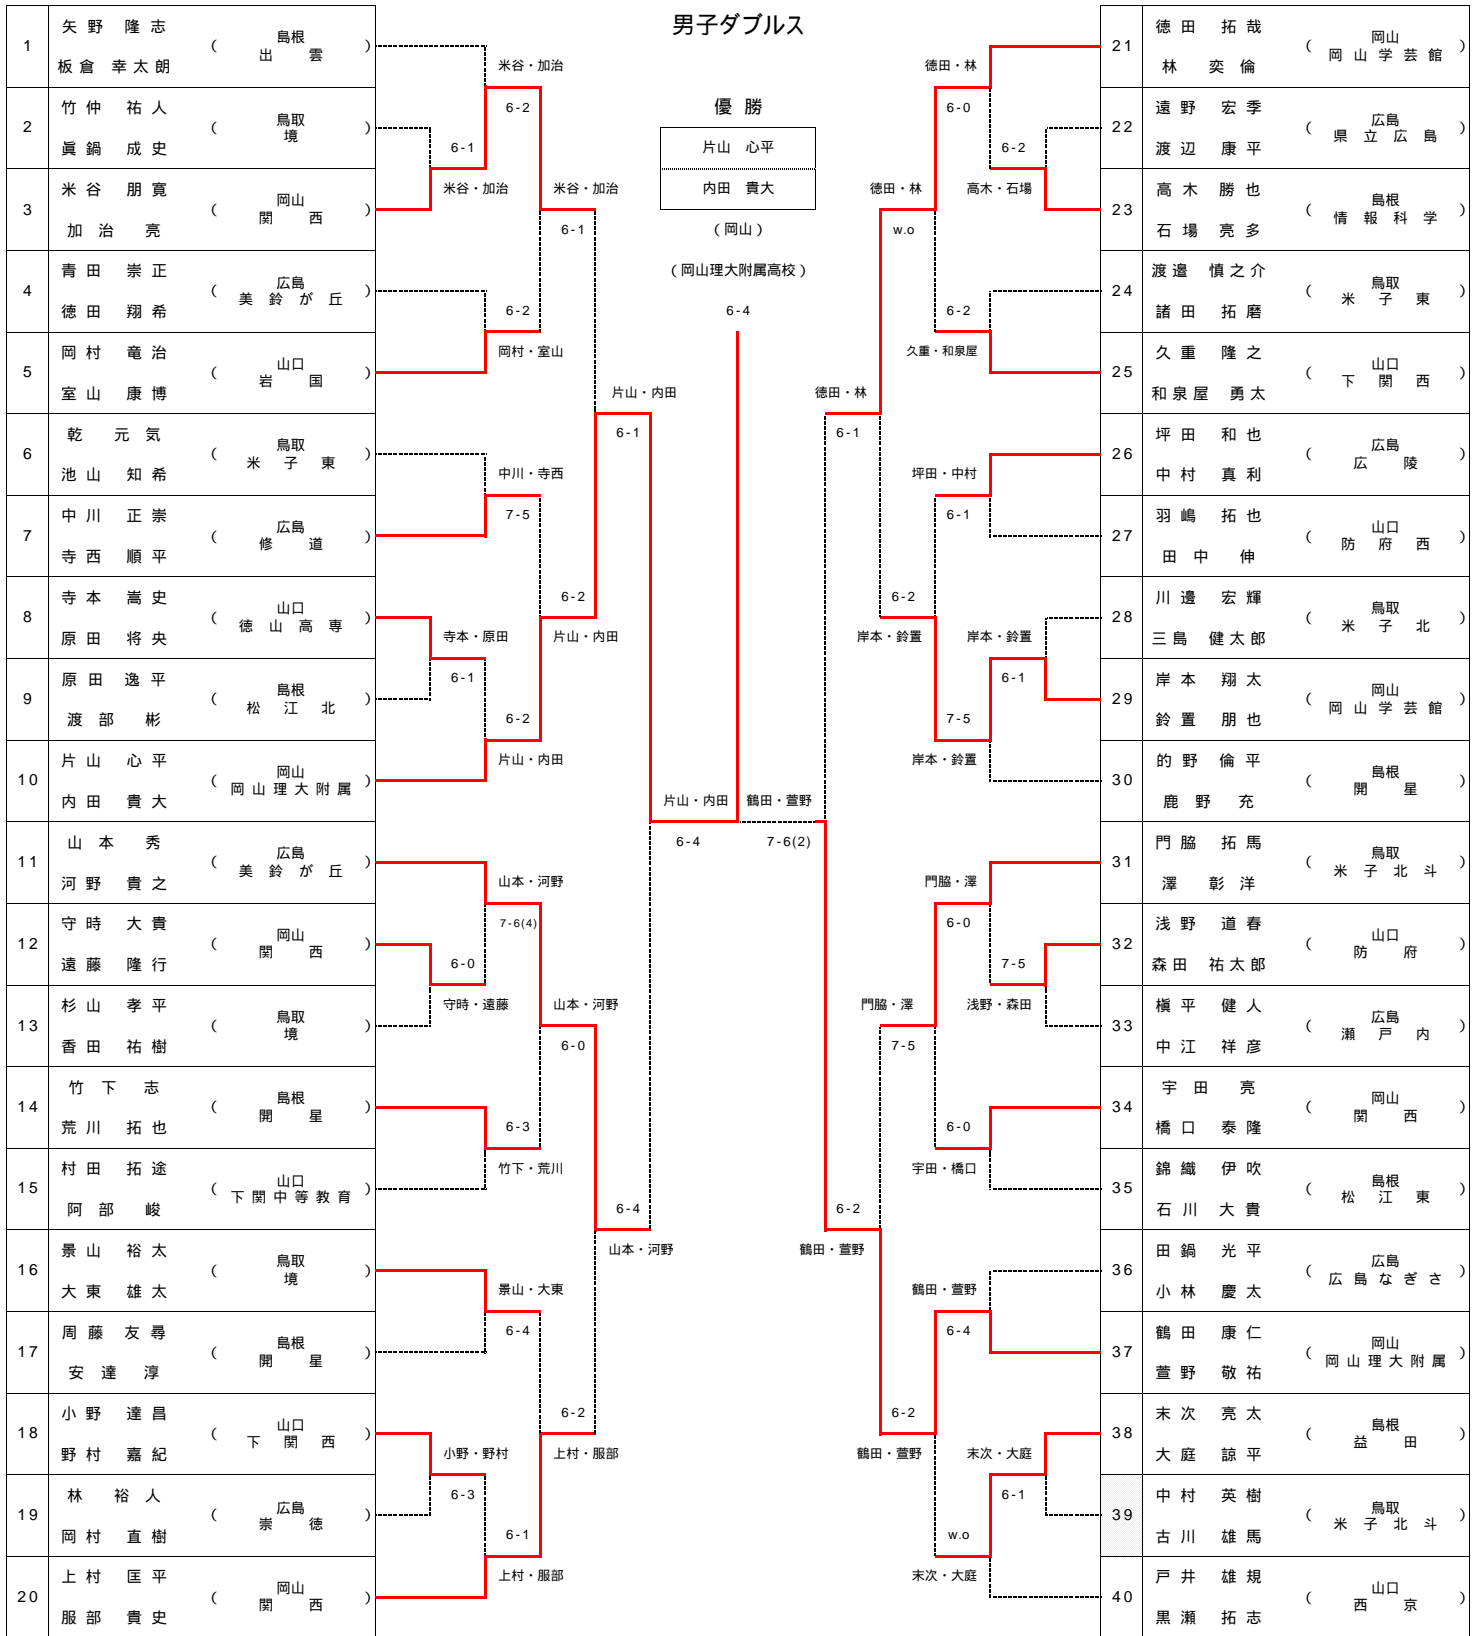 男子ダブルス
優 勝
片山 心平
内田 貴大
( 岡山 )
( 岡山理大附属高校 )
6-4
1 矢野 隆志 ( 島根 )
板倉 幸太朗 出雲
2 竹仲 祐人 ( 鳥取 )
眞鍋 成史 境
3 米谷 朋寛 ( 岡山 )
加治 亮 関西
4 青田 崇正 ( 広島 )
徳田 翔希 美鈴が丘
5 岡村 竜治 ( 山口 )
室山 康博 岩国
6 乾 元気 ( 鳥取 )
池山 知希 米子東
7 中川 正崇 ( 広島 )
寺西 順平 修道
8 寺本 嵩史 ( 山口 )
原田 将央 徳山高専
9 原田 逸平 ( 島根 )
渡部 彬 松江北
10 片山 心平 ( 岡山 )
内田 貴大 岡山理大附属
11 山本 秀 ( 広島 )
河野 貴之 美鈴が丘
12 守時 大貴 ( 岡山 )
遠藤 隆行 関西
13 杉山 孝平 ( 鳥取 )
香田 祐樹 境
14 竹下 志 ( 島根 )
荒川 拓也 開星
15 村田 拓途 ( 山口 )
阿部 峻 下関中等教育
16 景山 裕太 ( 鳥取 )
大東 雄太 境
17 周藤 友尋 ( 島根 )
安達 淳 開星
18 小野 達昌 ( 山口 )
野村 嘉紀 下関西
19 林 裕人 ( 広島 )
岡村 直樹 崇徳
20 上村 匡平 ( 岡山 )
服部 貴史 関西
米谷・加治
6-2
6-1
米谷・加治
米谷・加治
6-1
6-2
岡村・室山
片山・内田
6-1
中川・寺西
7-5
6-2
寺本・原田
片山・内田
6-1
6-2
片山・内田
片山・内田
6-4
山本・河野
7-6(4)
6-0
守時・遠藤
山本・河野
6-0
6-3
竹下・荒川
6-4
山本・河野
景山・大東
6-4
6-2
小野・野村
上村・服部
6-3
6-1
上村・服部
徳田・林
6-0
6-2
徳田・林
高木・石場
w.o
6-2
久重・和泉屋
徳田・林
6-1
坪田・中村
6-1
6-2
岸本・鈴置
岸本・鈴置
6-1
7-5
岸本・鈴置
鶴田・萱野
7-6(2)
門脇・澤
6-0
7-5
門脇・澤
浅野・森田
7-5
6-0
宇田・橋口
6-2
鶴田・萱野
鶴田・萱野
6-4
6-2
鶴田・萱野
末次・大庭
6-1
w.o
末次・大庭
21 徳田 拓哉 ( 岡山 )
林 奕倫 岡山学芸館
22 遠野 宏季 ( 広島 )
渡辺 康平 県立広島
23 高木 勝也 ( 島根 )
石場 亮多 情報科学
24 渡邉 慎之介 ( 鳥取 )
諸田 拓磨 米子東
25 久重 隆之 ( 山口 )
和泉屋 勇太 下関西
26 坪田 和也 ( 広島 )
中村 真利 広陵
27 羽嶋 拓也 ( 山口 )
田中 伸 防府西
28 川邊 宏輝 ( 鳥取 )
三島 健太郎 米子北
29 岸本 翔太 ( 岡山 )
鈴置 朋也 岡山学芸館
30 的野 倫平 ( 島根 )
鹿野 充 開星
31 門脇 拓馬 ( 鳥取 )
澤 彰洋 米子北斗
32 浅野 道春 ( 山口 )
森田 祐太郎 防府
33 槇平 健人 ( 広島 )
中江 祥彦 瀬戸内
34 宇田 亮 ( 岡山 )
橋口 泰隆 関西
35 錦織 伊吹 ( 島根 )
石川 大貴 松江東
36 田鍋 光平 ( 広島 )
小林 慶太 広島なぎさ
37 鶴田 康仁 ( 岡山 )
萱野 敬祐 岡山理大附属
38 末次 亮太 ( 島根 )
大庭 諒平 益田
39 中村 英樹 ( 鳥取 )
古川 雄馬 米子北斗
40 戸井 雄規 ( 山口 )
黒瀬 拓志 西京